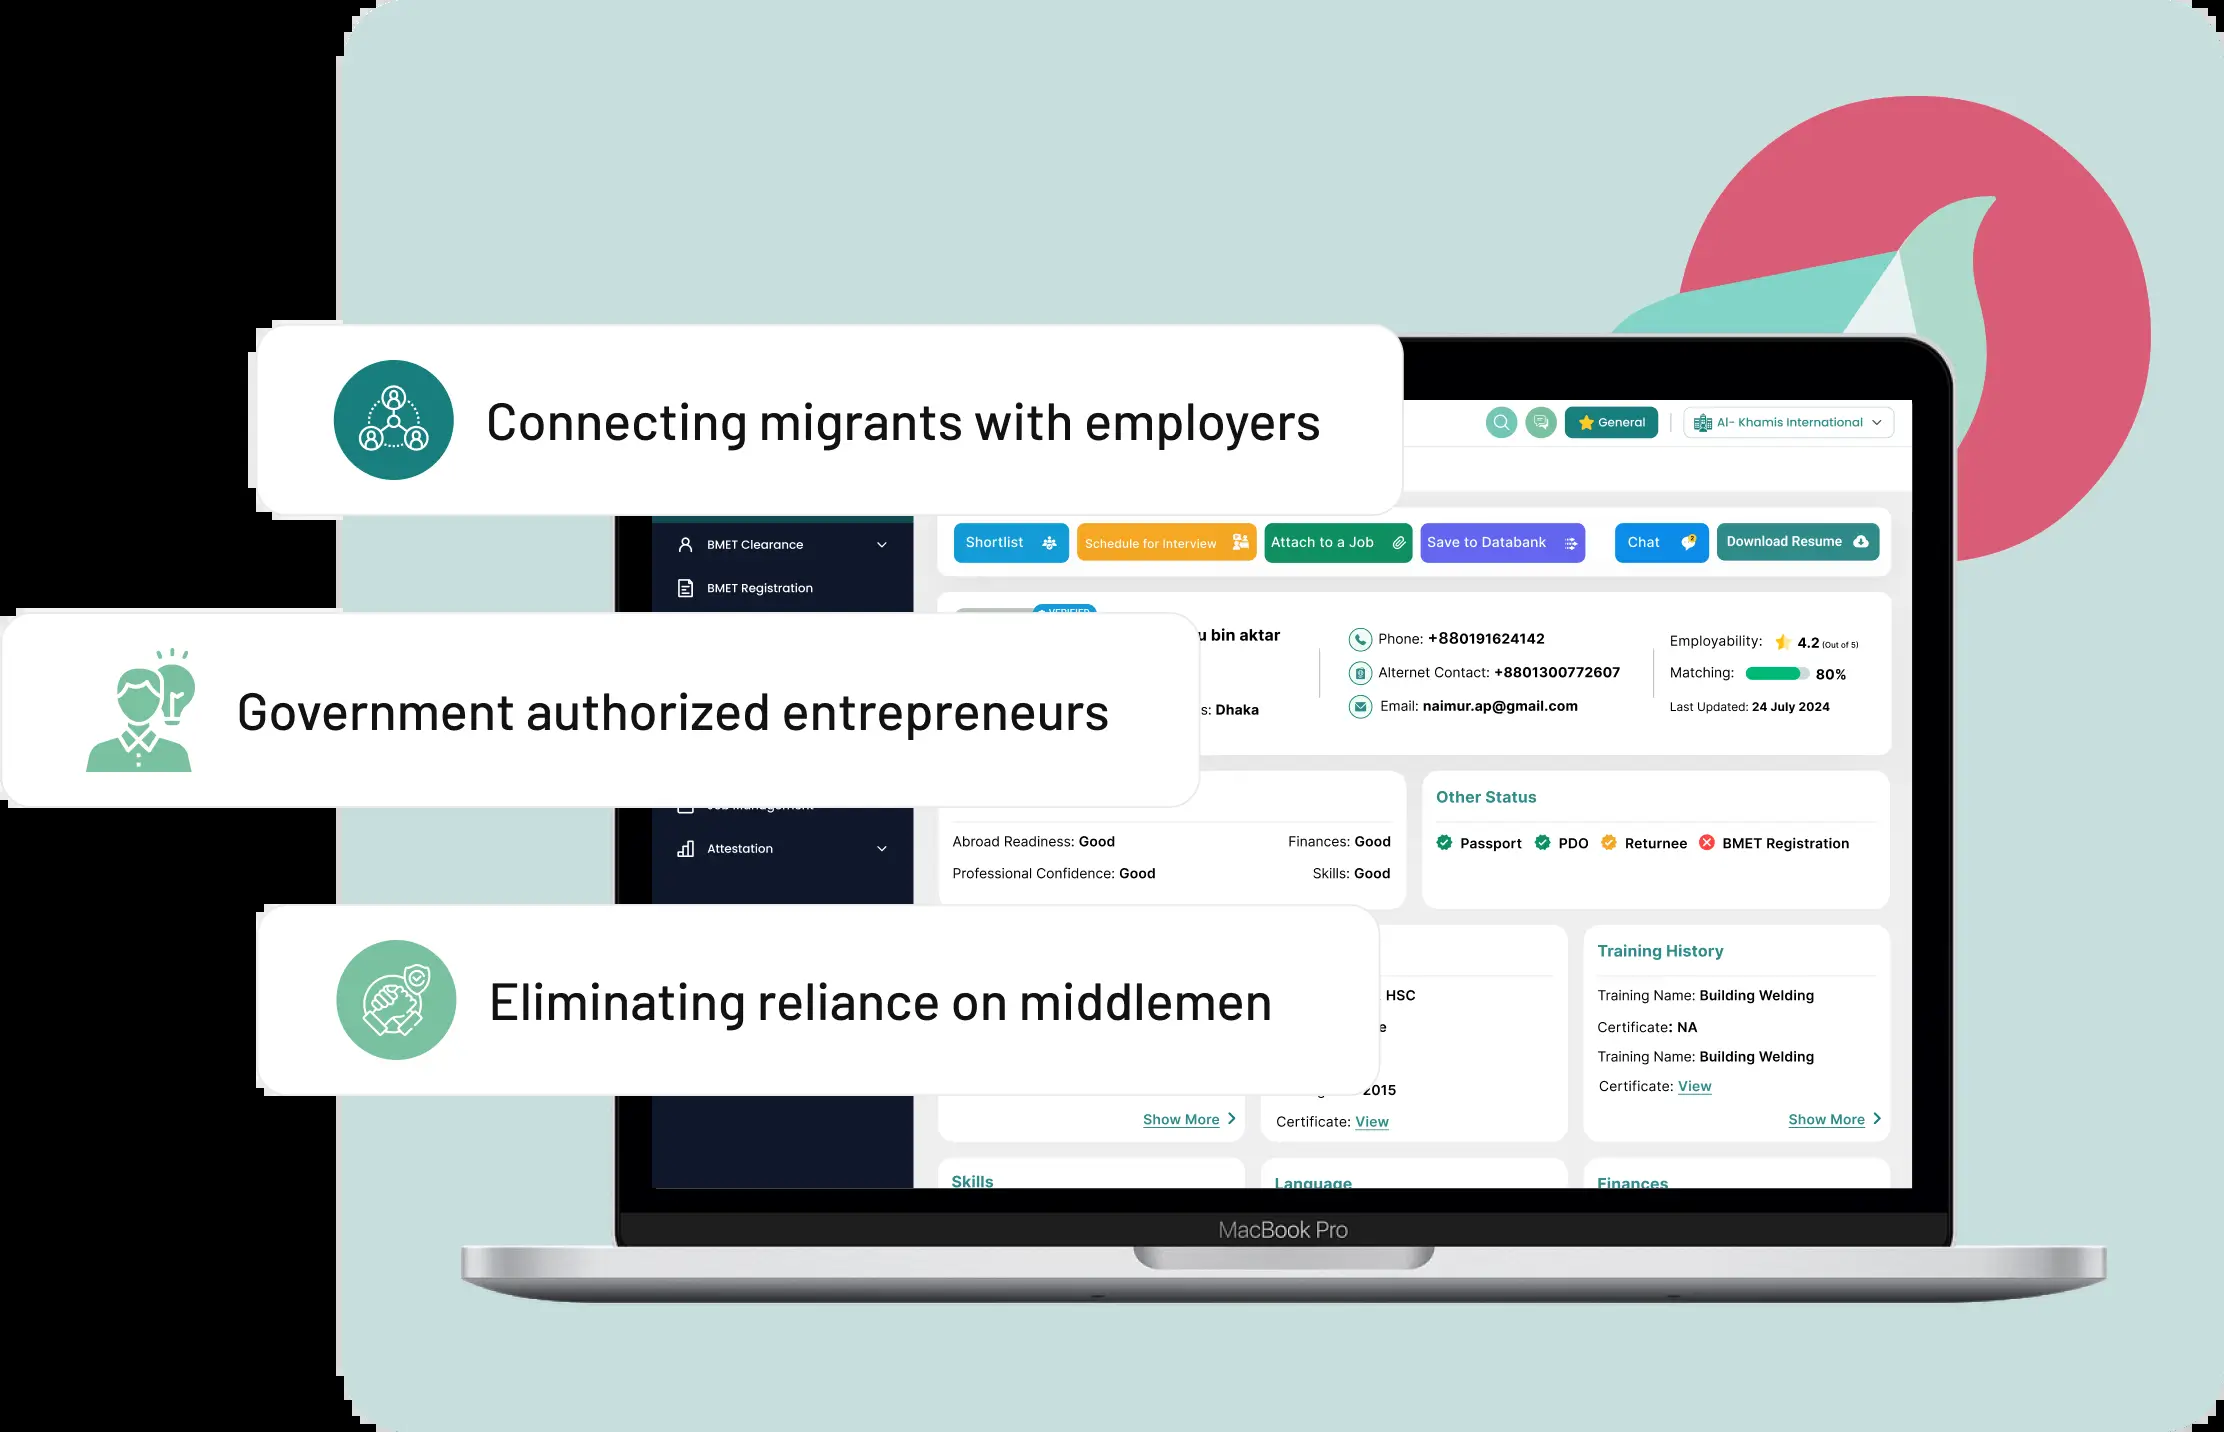 Connecting migrants with employers
General
Al- Khamis International
Shortlist
Schedule for Interview
Attach to a Job
Save to Databank
Chat
Download Resume
BMET Clearance
BMET Registration
VERIFIED
bin aktar
Phone: +880191624142
Employability: 4.2 (Out of 5)
Alternet Contact: +8801300772607
Matching: 80%
Government authorized entrepreneurs
Dhaka
Email: naimur.ap@gmail.com
Last Updated: 24 July 2024
Job Management
Attestation
Other Status
Abroad Readiness: Good
Finances: Good
Professional Confidence: Good
Skills: Good
Passport
PDO
Returnee
BMET Registration
Eliminating reliance on middlemen
HSC
2015
Certificate: View
Show More
Training History
Training Name: Building Welding
Certificate: NA
Training Name: Building Welding
Certificate: View
Show More
Skills
Language
Finances
MacBook Pro